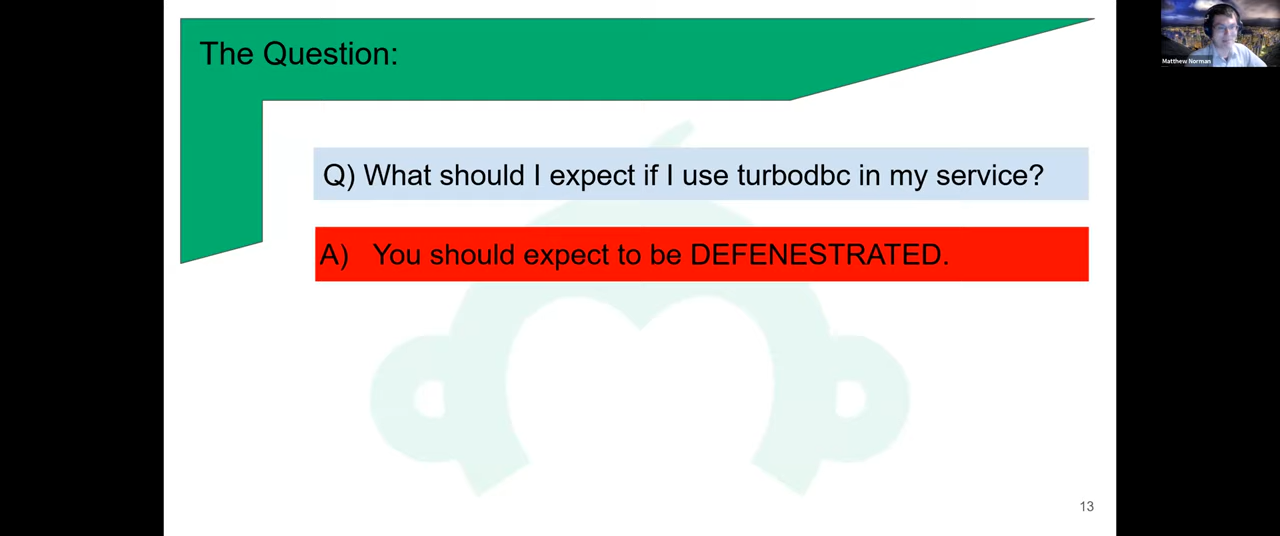 The Question:
Matthew Norman
Q) What should I expect if I use turbodbc in my service?
A) You should expect to be DEFENESTRATED.
13